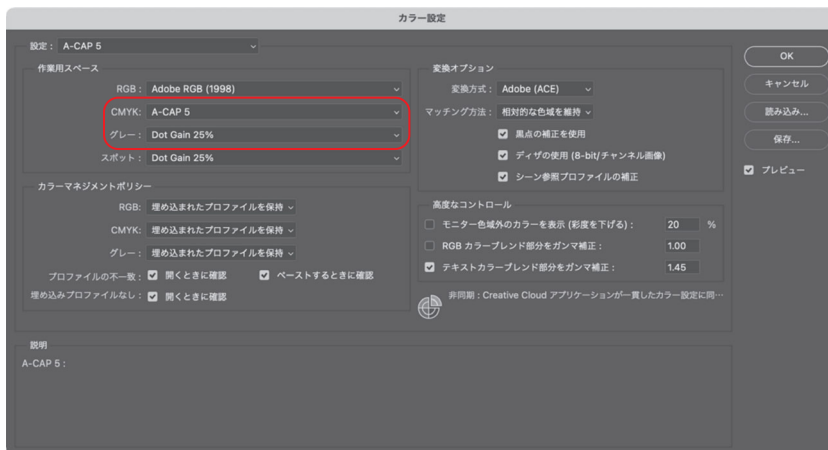 カラー設定
設定： A-CAP 5
作業用スペース
RGB： Adobe RGB (1998)
CMYK: A-CAP 5
グレー： Dot Gain 25%
スポット： Dot Gain 25%
カラーマネジメントポリシー
RGB: 埋め込まれたプロファイルを保持
CMYK: 埋め込まれたプロファイルを保持
グレー： 埋め込まれたプロファイルを保持
プロファイルの不一致： 開くときに確認 ペーストするときに確認
埋め込みプロファイルなし： 開くときに確認
変換オプション
変換方式： Adobe (ACE)
マッチング方法： 相対的な色域を維持
黒点の補正を使用
ディザの使用 (8-bit/チャンネル画像)
シーン参照プロファイルの補正
高度なコントロール
モニター色域外のカラーを表示 (彩度を下げる)： 20 %
RGB カラーブレンド部分をガンマ補正： 1.00
テキストカラーブレンド部分をガンマ補正： 1.45
非同期：Creative Cloud アプリケーションが一貫したカラー設定に同…
OK
キャンセル
読み込み...
保存...
プレビュー
説明
A-CAP 5：